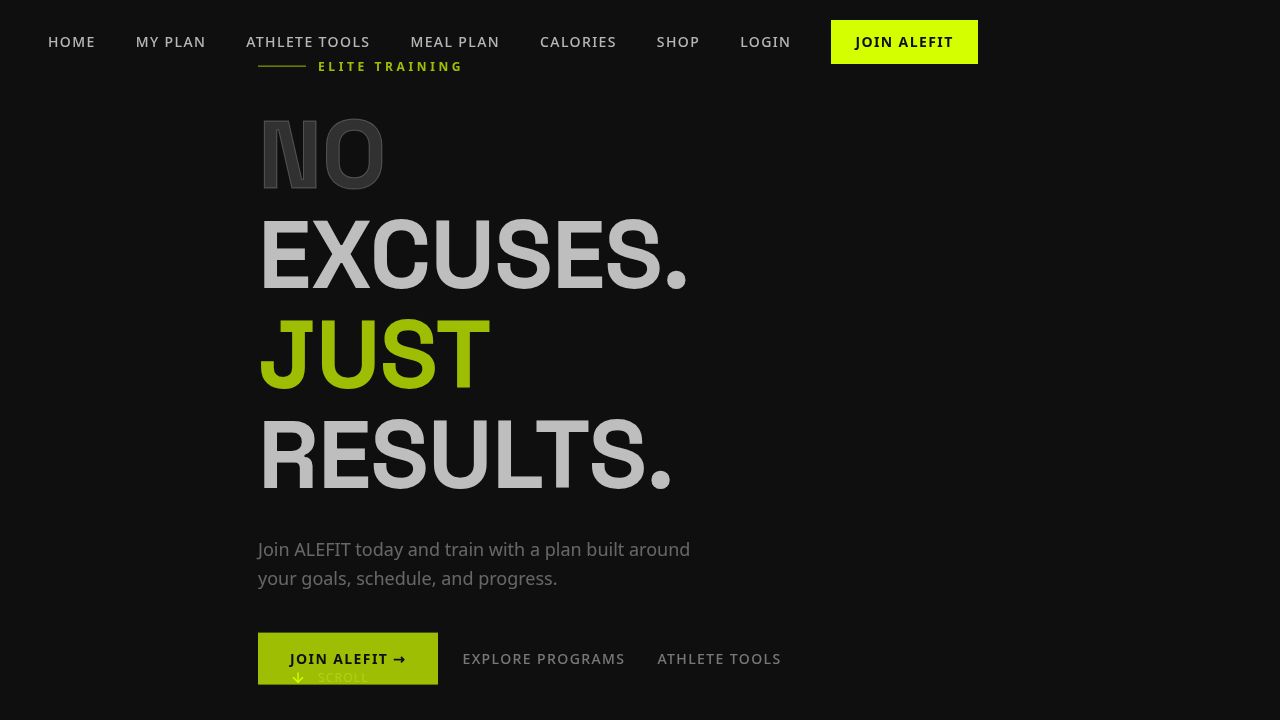 HOME MY PLAN ATHLETE TOOLS MEAL PLAN CALORIES SHOP LOGIN JOIN ALEFIT
ELITE TRAINING
NO
EXCUSES.
JUST
RESULTS.
Join ALEFIT today and train with a plan built around
your goals, schedule, and progress.
JOIN ALEFIT → EXPLORE PROGRAMS ATHLETE TOOLS
↓ SCROLL